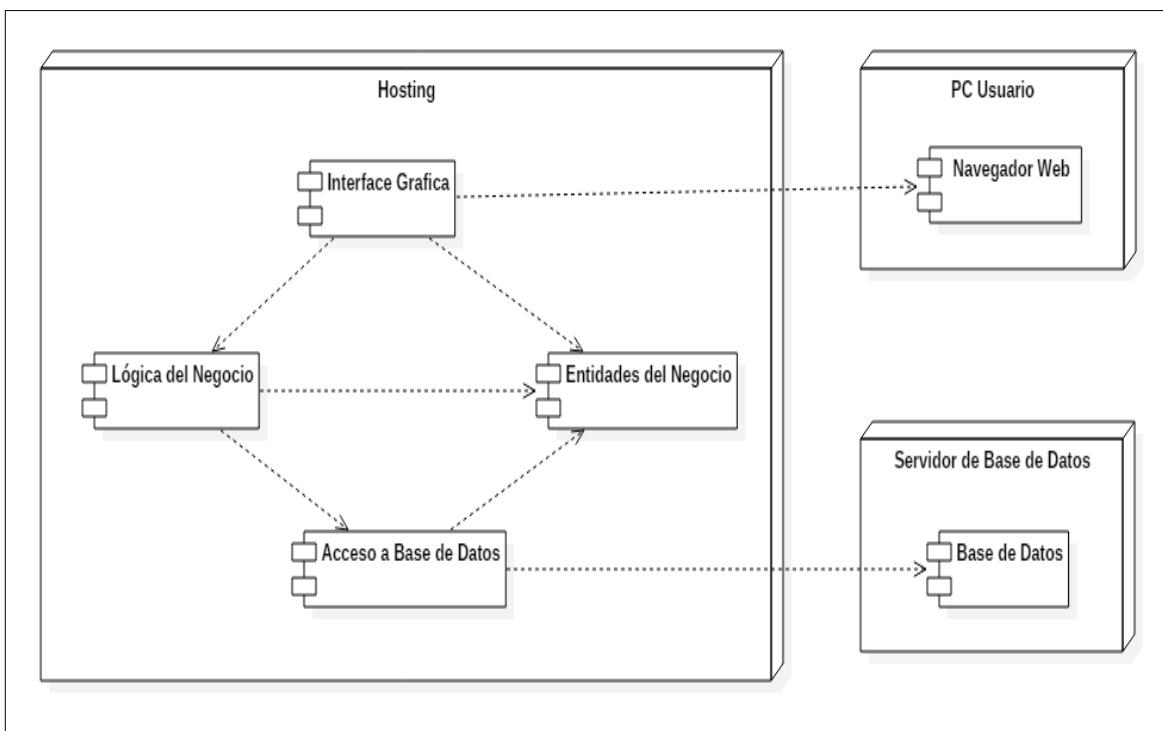 Hosting
PC Usuario
Interface Grafica
Navegador Web
Lógica del Negocio
Entidades del Negocio
Servidor de Base de Datos
Acceso a Base de Datos
Base de Datos